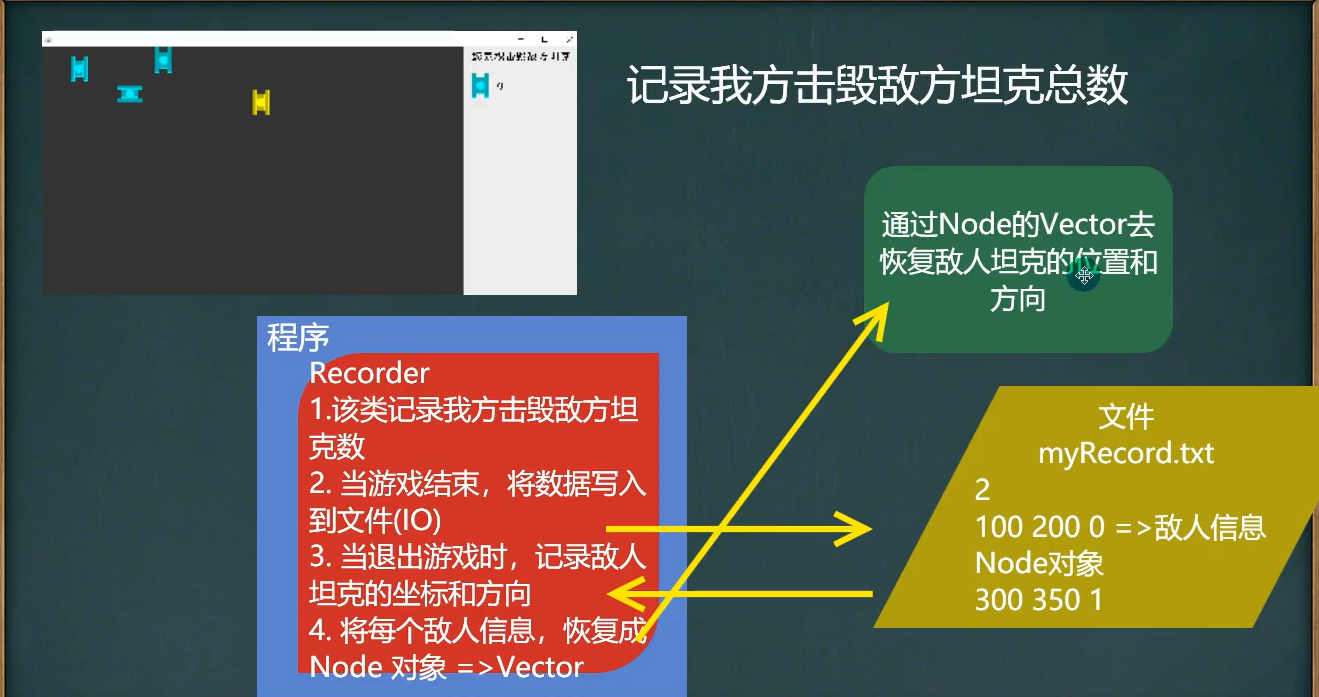 记录我方击毁敌方坦克总数
通过Node的Vector去
恢复敌人坦克的位置和
方向
程序
Recorder
1.该类记录我方击毁敌方坦
克数
2. 当游戏结束，将数据写入
到文件(IO)
3. 当退出游戏时，记录敌人
坦克的坐标和方向
4. 将每个敌人信息，恢复成
Node 对象 =>Vector
文件
myRecord.txt
2
100 200 0 =>敌人信息
Node对象
300 350 1